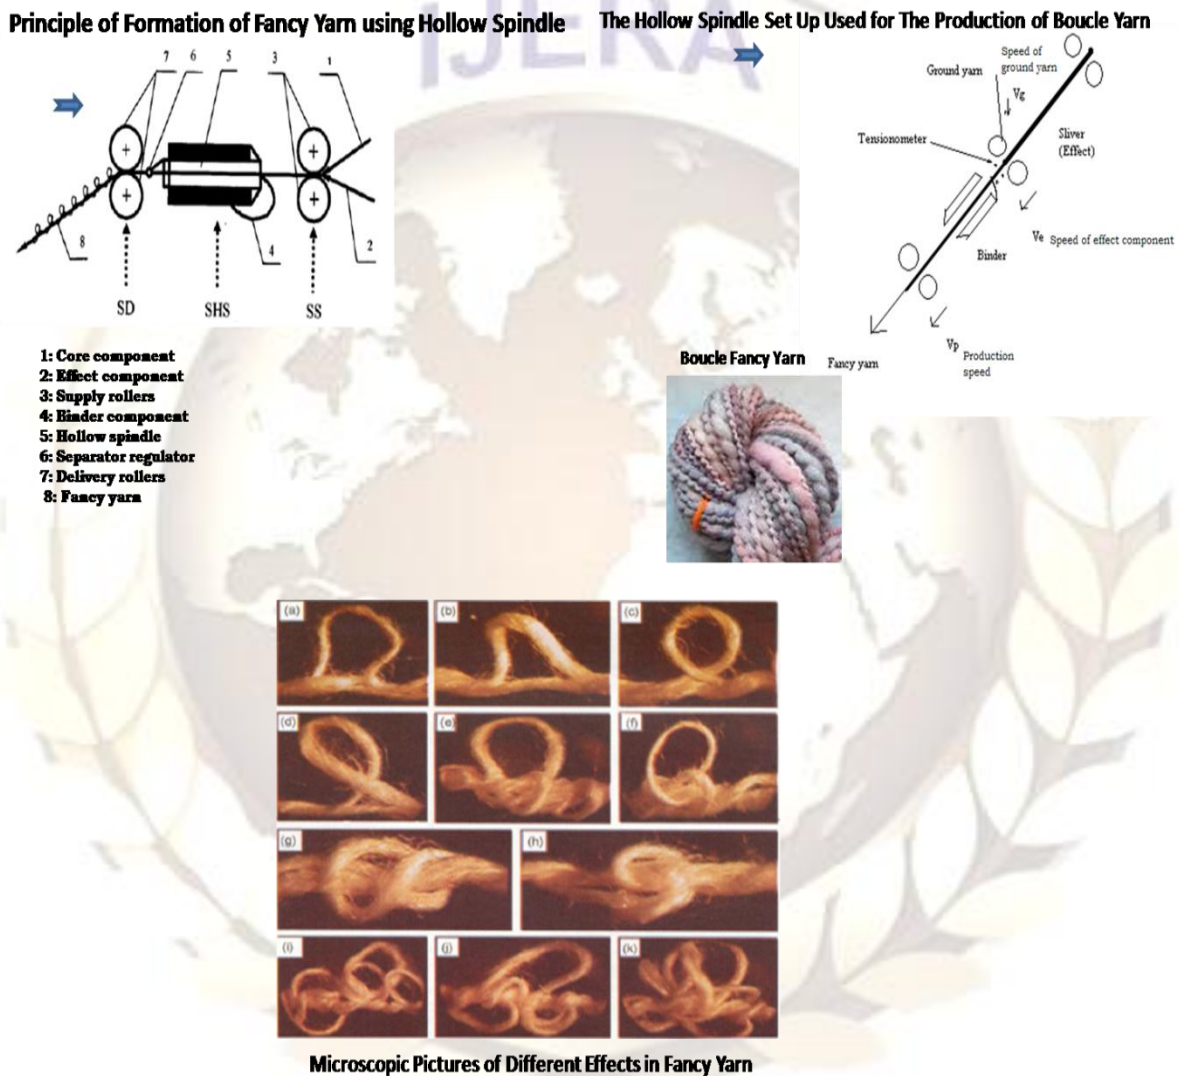 Principle of Formation of Fancy Yarn using Hollow Spindle
The Hollow Spindle Set Up Used for The Production of Boucle Yarn
IJERA
7
6
5
3
1
8
4
2
SD
SHS
SS
1: Core component
2: Effect component
3: Supply rollers
4: Binder component
5: Hollow spindle
6: Separator regulator
7: Delivery rollers
8: Fancy yarn
Speed of
ground yarn
Ground yarn
Vg
Tensionometer
Sliver
(Effect)
Ve Speed of effect component
Binder
Vp
Production
speed
Fancy yarn
Boucle Fancy Yarn
(a)
(b)
(c)
(d)
(e)
(f)
(g)
(h)
(i)
(j)
(k)
Microscopic Pictures of Different Effects in Fancy Yarn